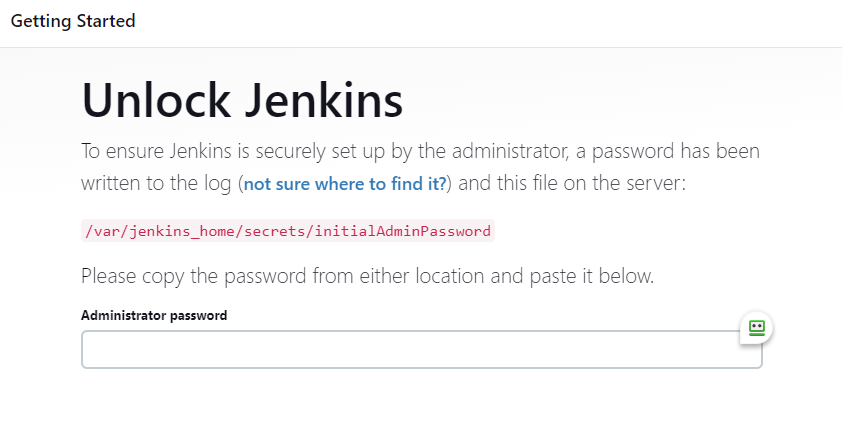 Getting Started
Unlock Jenkins
To ensure Jenkins is securely set up by the administrator, a password has been
written to the log (not sure where to find it?) and this file on the server:
/var/jenkins_home/secrets/initialAdminPassword
Please copy the password from either location and paste it below.
Administrator password